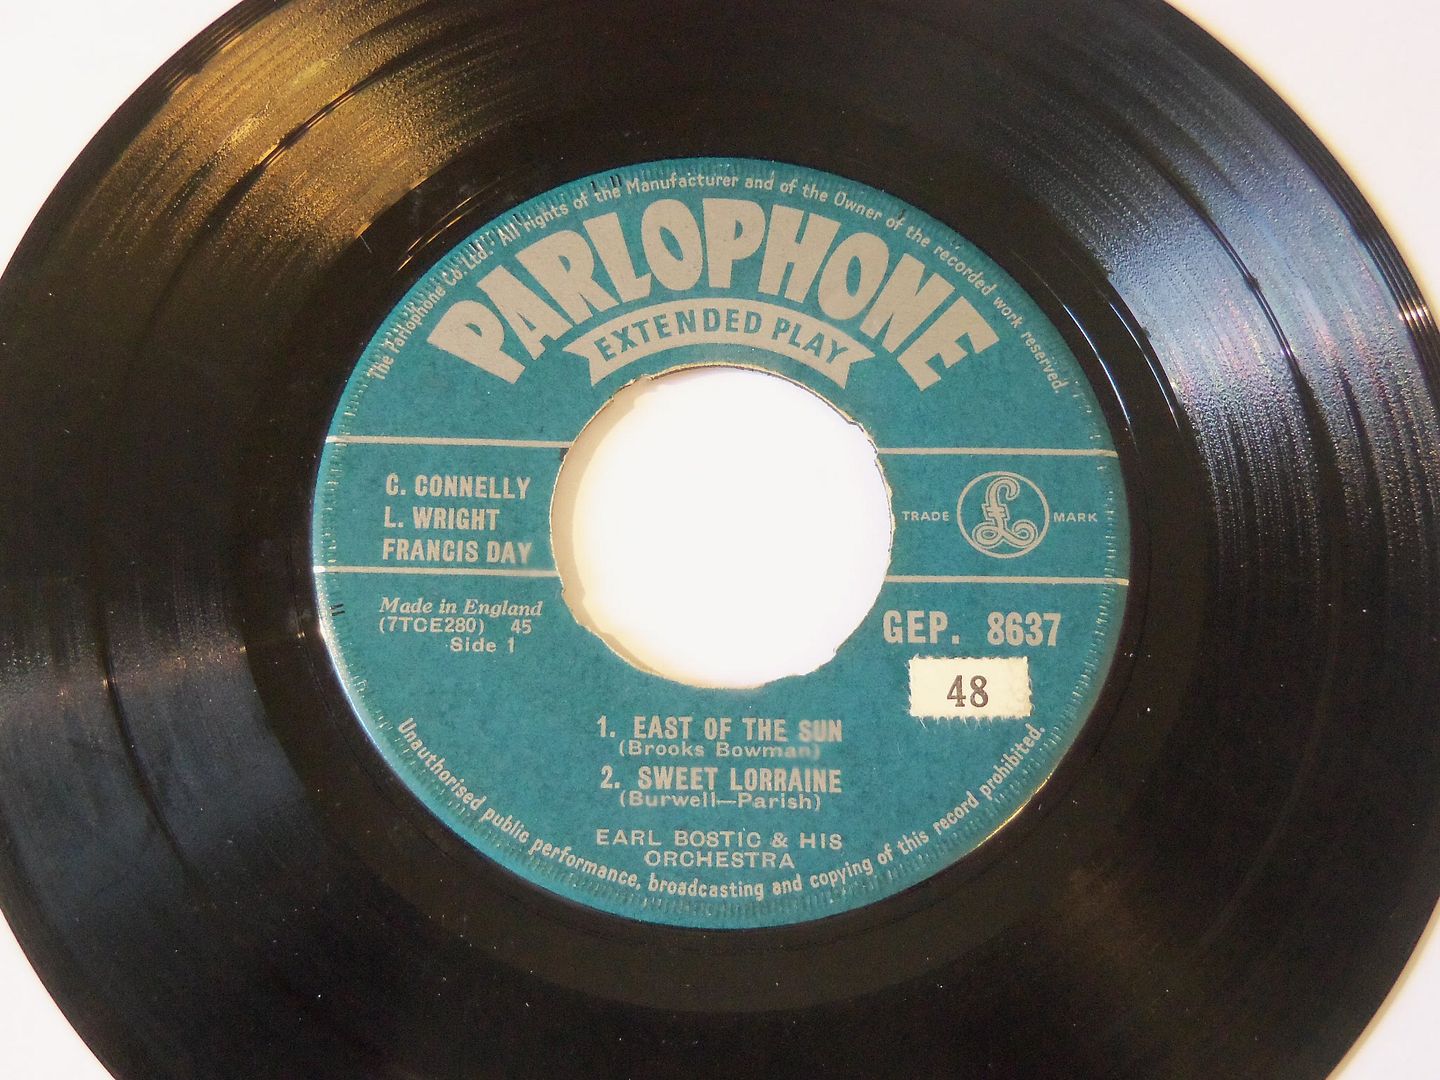 The Parlophone Co. Ltd. All rights of the Manufacturer and of the Owner of the recorded work reserved.
PARLOPHONE
EXTENDED PLAY
C. CONNELLY
L. WRIGHT
FRANCIS DAY
TRADE £ MARK
Made in England
(7TCE280) 45
Side 1
GEP. 8637
48
1. EAST OF THE SUN
(Brooks Bowman)
2. SWEET LORRAINE
(Burwell—Parish)
EARL BOSTIC & HIS
ORCHESTRA
Unauthorised public performance, broadcasting and copying of this record prohibited.